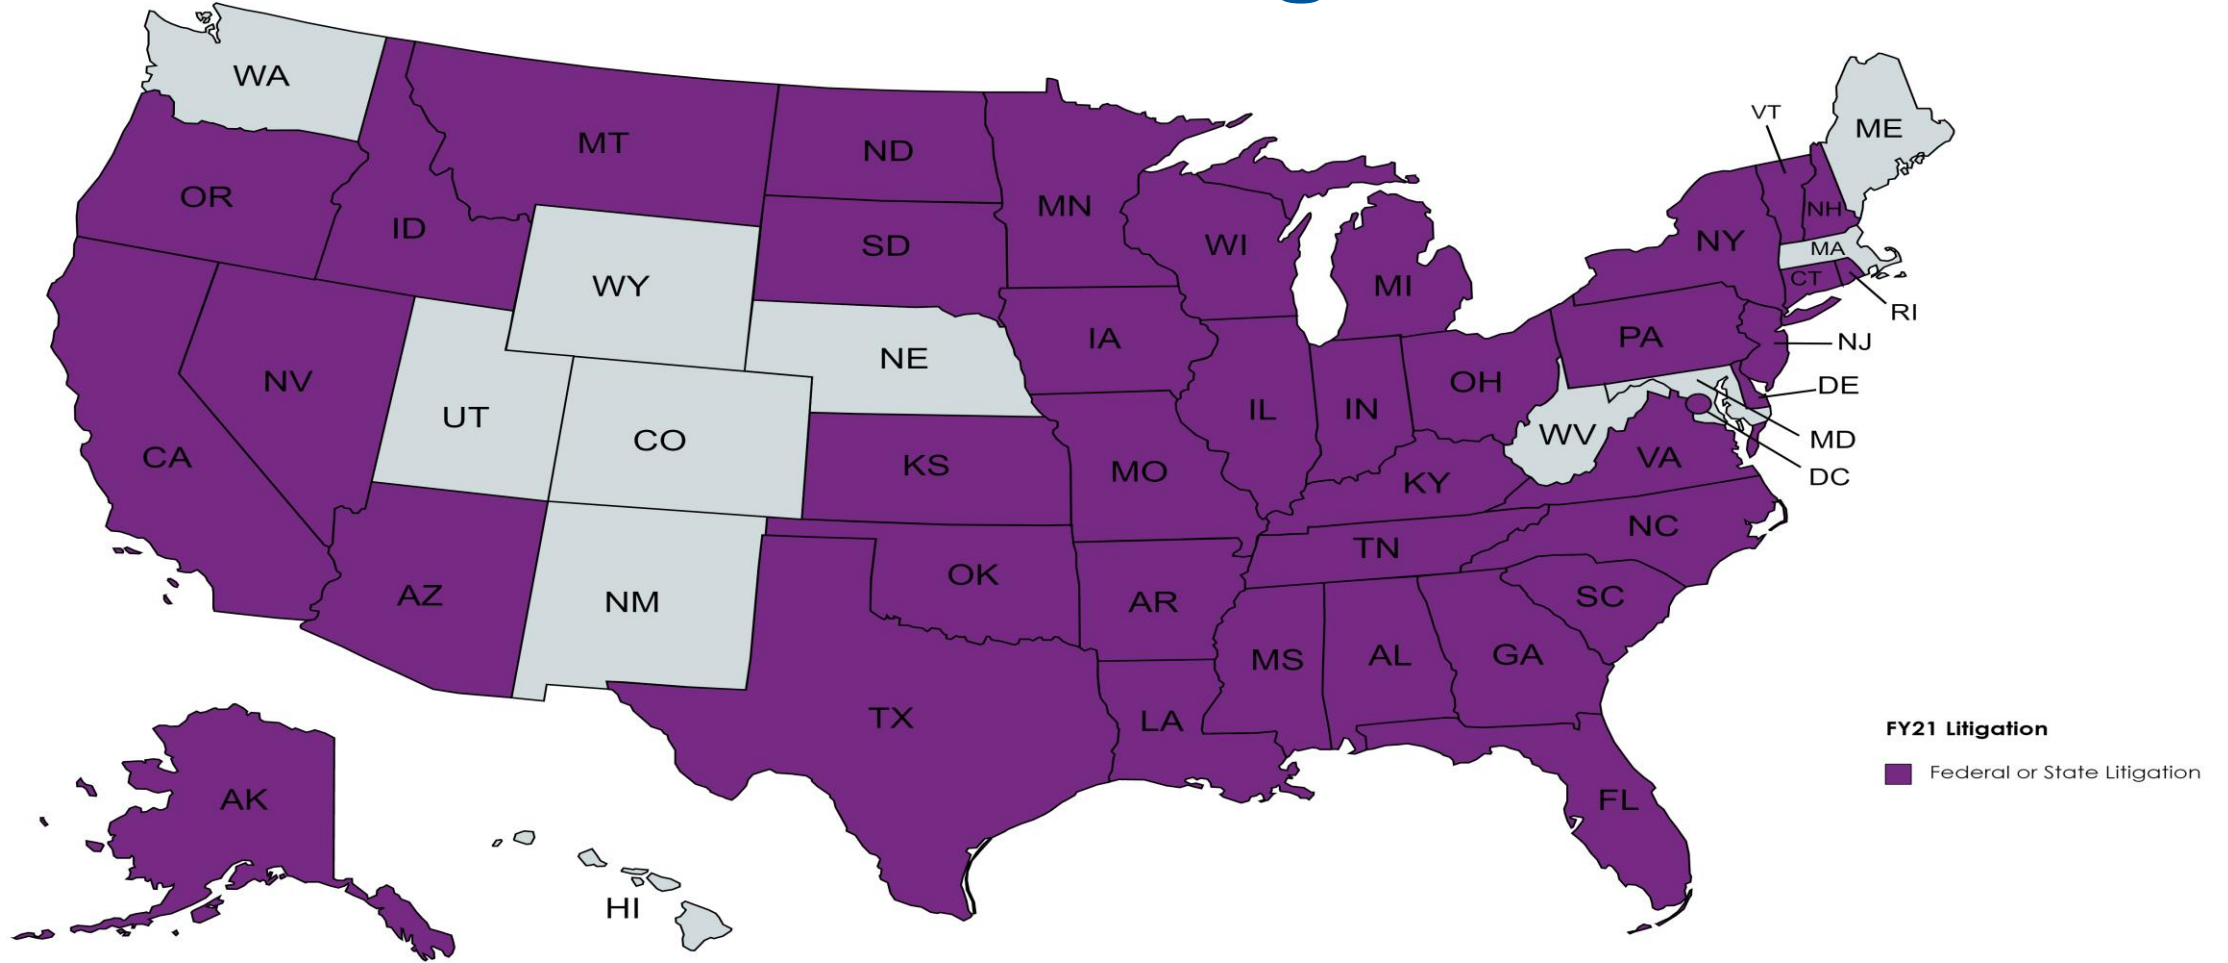 WA
MT
ND
MN
OR
ID
SD
WI
MI
WY
NE
IA
NV
UT
CO
CA
KS
MO
IL
IN
OH
KY
WV
VA
PA
NY
VT
NH
ME
MA
CT
RI
NJ
DE
MD
DC
NC
TN
SC
AZ
NM
OK
AR
MS
AL
GA
TX
LA
FL
AK
HI
FY21 Litigation
Federal or State Litigation